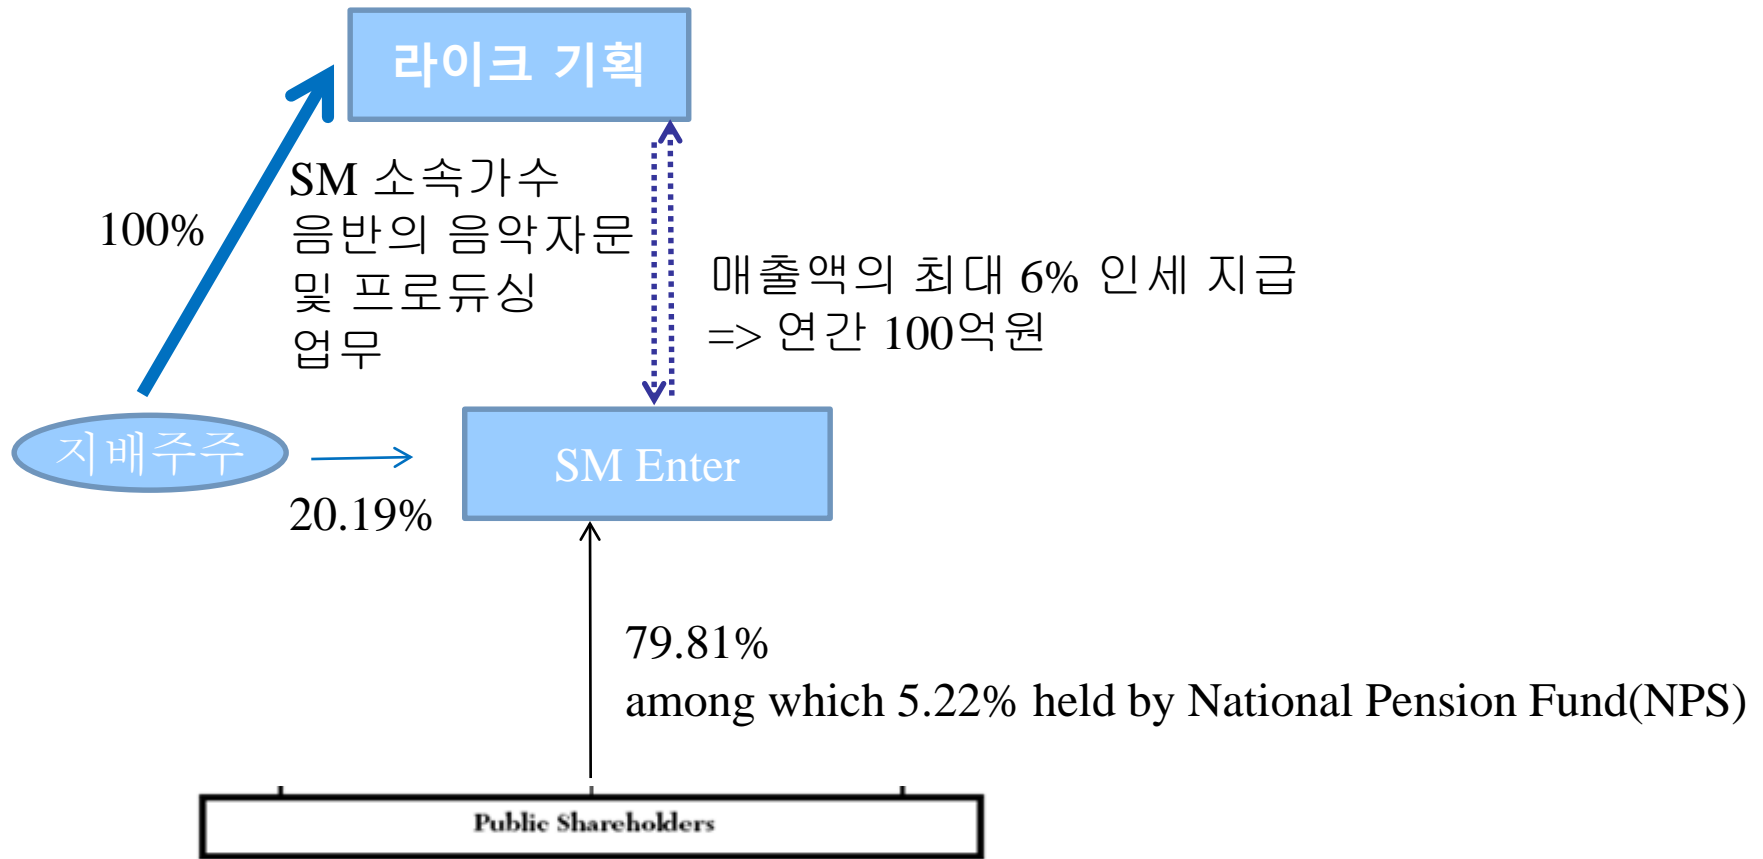 라이크 기획
SM 소속가수
음반의 음악자문
및 프로듀싱
업무
100%
매출액의 최대 6% 인세 지급
=> 연간 100억원
지배주주
SM Enter
20.19%
79.81%
among which 5.22% held by National Pension Fund(NPS)
Public Shareholders